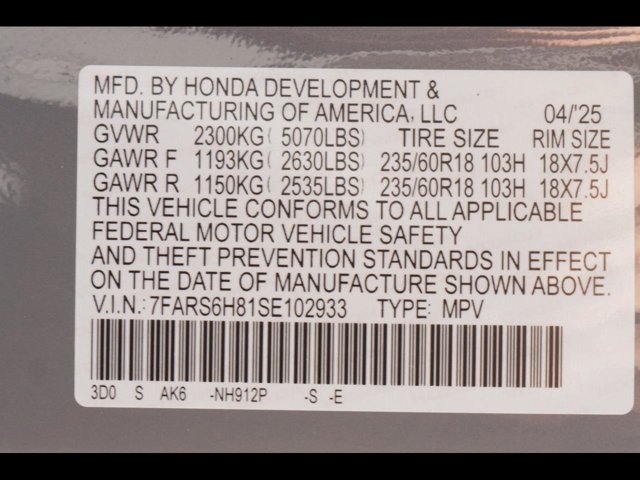 MFD. BY HONDA DEVELOPMENT &
MANUFACTURING OF AMERICA, LLC 04/'25
GVWR 2300KG( 5070LBS) TIRE SIZE RIM SIZE
GAWR F 1193KG( 2630LBS) 235/60R18 103H 18X7.5J
GAWR R 1150KG( 2535LBS) 235/60R18 103H 18X7.5J
THIS VEHICLE CONFORMS TO ALL APPLICABLE
FEDERAL MOTOR VEHICLE SAFETY
AND THEFT PREVENTION STANDARDS IN EFFECT
ON THE DATE OF MANUFACTURE SHOWN ABOVE.
V.I.N.: 7FARS6H81SE102933 TYPE: MPV
3D0 S AK6 -NH912P -S -E